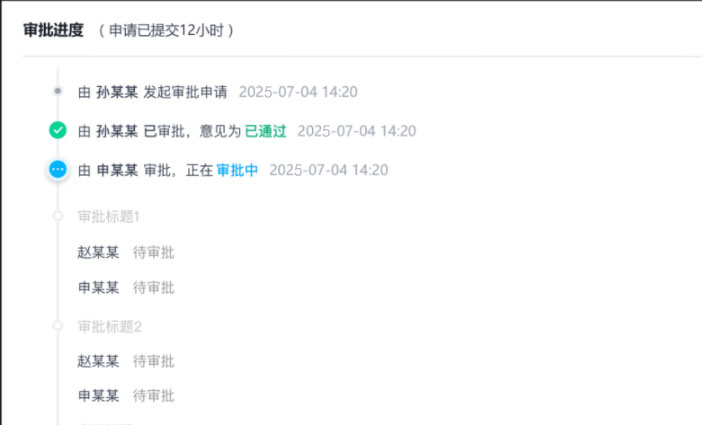 审批进度 （ 申请已提交12小时 ）
由 孙某某 发起审批申请 2025-07-04 14:20
由 孙某某 已审批，意见为 已通过 2025-07-04 14:20
由 申某某 审批，正在 审批中 2025-07-04 14:20
审批标题1
赵某某 待审批
申某某 待审批
审批标题2
赵某某 待审批
申某某 待审批